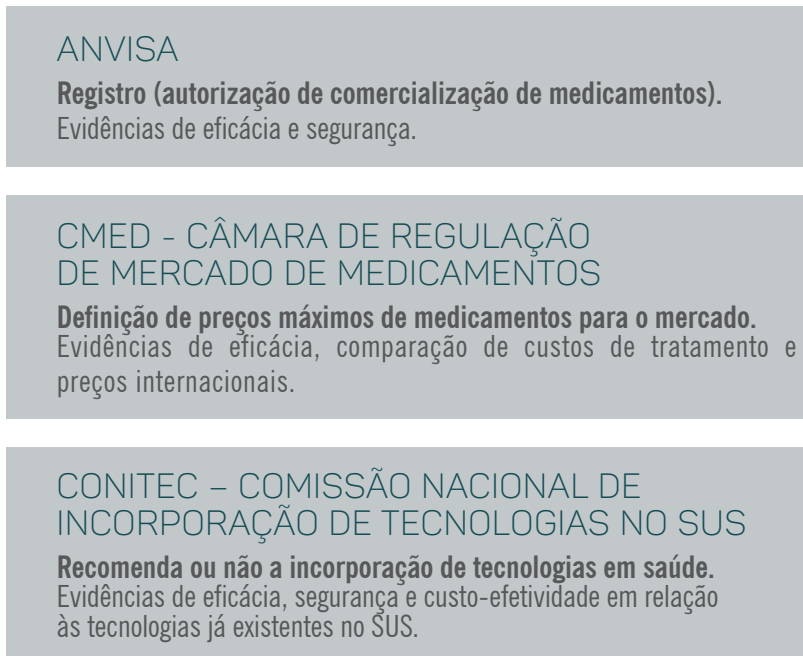 ANVISA
Registro (autorização de comercialização de medicamentos).
Evidências de eficácia e segurança.
CMED - CÂMARA DE REGULAÇÃO
DE MERCADO DE MEDICAMENTOS
Definição de preços máximos de medicamentos para o mercado.
Evidências de eficácia, comparação de custos de tratamento e
preços internacionais.
CONITEC – COMISSÃO NACIONAL DE
INCORPORAÇÃO DE TECNOLOGIAS NO SUS
Recomenda ou não a incorporação de tecnologias em saúde.
Evidências de eficácia, segurança e custo-efetividade em relação
às tecnologias já existentes no SUS.